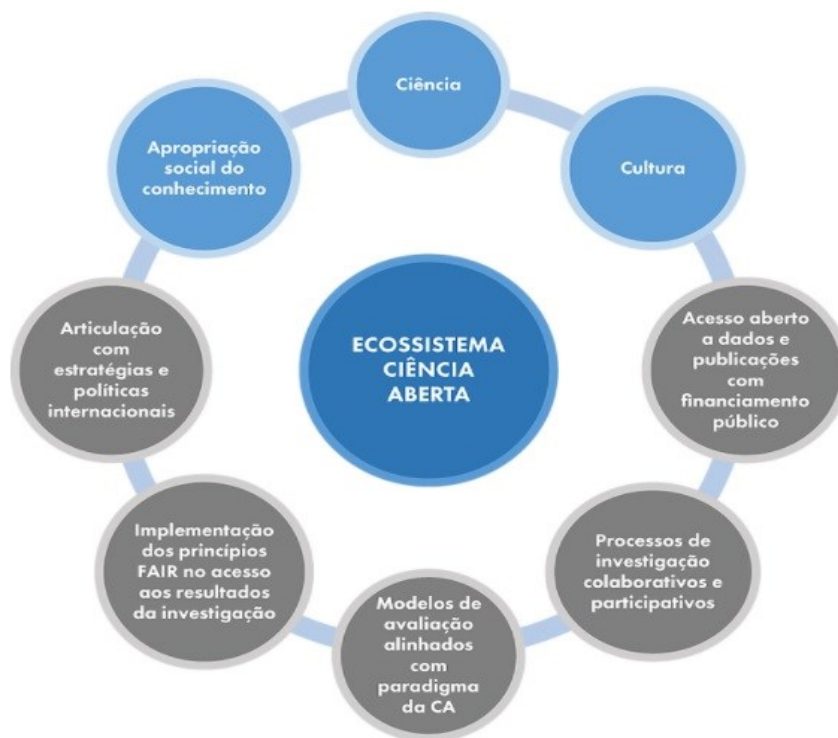 Ciência
Cultura
Apropriação
social do
conhecimento
ECOSSISTEMA
CIÊNCIA
ABERTA
Acesso aberto
a dados e
publicações
com
financiamento
público
Processos de
investigação
colaborativos e
participativos
Modelos de
avaliação
alinhados
com
paradigma
da CA
Implementação
dos princípios
FAIR no acesso
aos resultados
da investigação
Articulação
com
estratégias e
políticas
internacionais